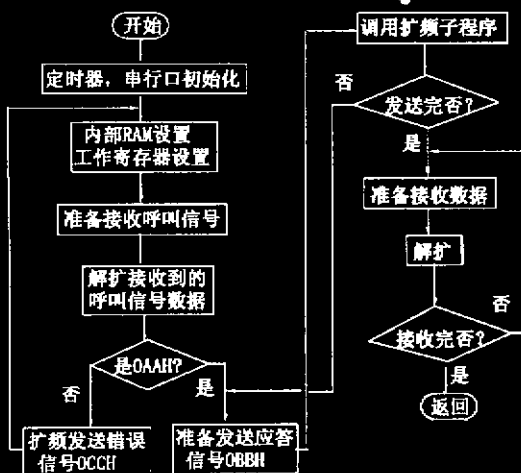 开始
定时器，串行口初始化
内部RAM设置
工作寄存器设置
准备接收呼叫信号
解扩接收到的
呼叫信号数据
是0AAH?
否
是
扩频发送错误
信号0CCH
准备发送应答
信号0BBH
调用扩频子程序
否
发送完否?
是
准备接收数据
解扩
否
接收完否?
是
返回